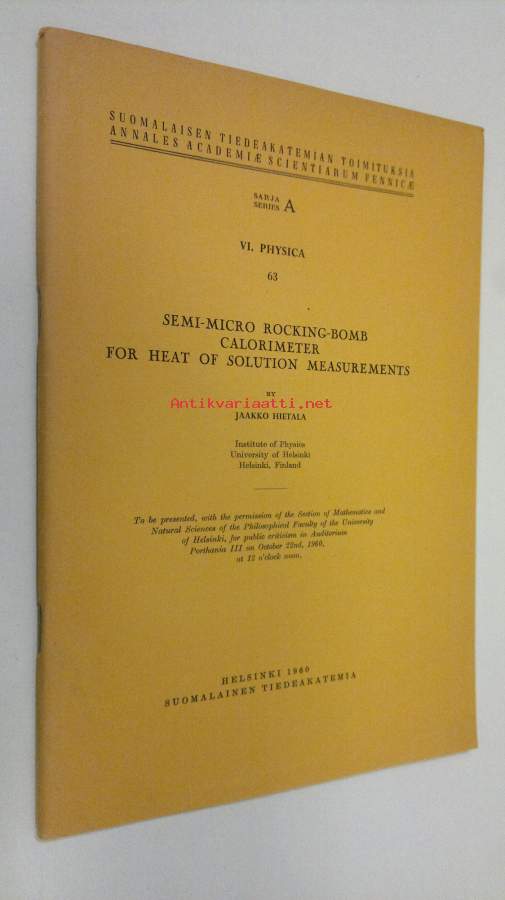 SUOMALAISEN TIEDEAKATEMIAN TOIMITUKSIA
ANNALES ACADEMIÆ SCIENTIARUM FENNICÆ
SARJA
SERIES A
VI. PHYSICA
63
SEMI-MICRO ROCKING-BOMB
CALORIMETER
FOR HEAT OF SOLUTION MEASUREMENTS
BY
Antikvariaatti.net
JAAKKO HIETALA
Institute of Physics
University of Helsinki
Helsinki, Finland
To be presented, with the permission of the Section of Mathematics and
Natural Sciences of the Philosophical Faculty of the University
of Helsinki, for public criticism in Auditorium
Porthania III on October 22nd, 1960,
at 12 o'clock noon.
HELSINKI 1960
SUOMALAINEN TIEDEAKATEMIA